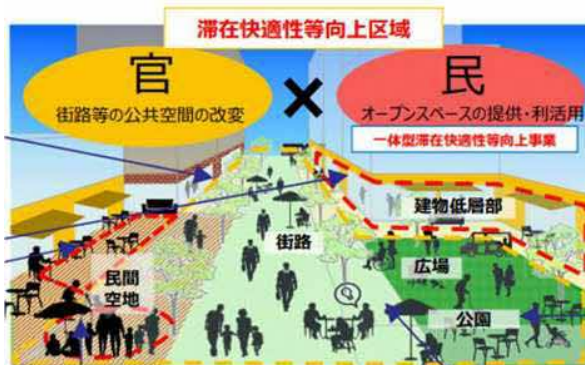 滞在快適性等向上区域
官
街路等の公共空間の改変
×
民
オープンスペースの提供・利活用
一体型滞在快適性等向上事業
建物低層部
街路
広場
民間
空地
公園